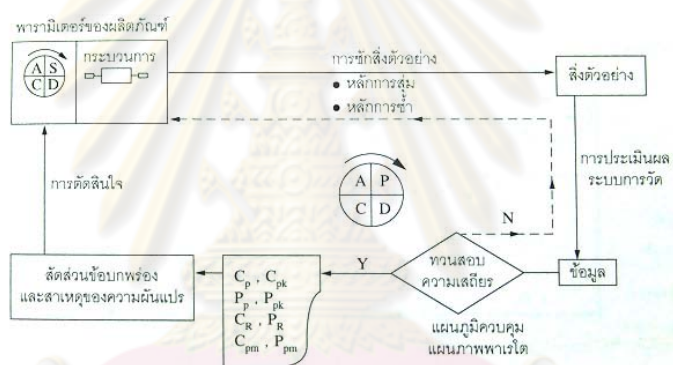 พารามิเตอร์ของผลิตภัณฑ์
A S
C D
กระบวนการ
การชักสิ่งตัวอย่าง
• หลักการสุ่ม
• หลักการซ้ำ
สิ่งตัวอย่าง
การตัดสินใจ
A P
C D
การประเมินผล
ระบบการวัด
N
สัดส่วนข้อบกพร่อง
และสาเหตุของความผันแปร
Cp , Cpk
Pp , Ppk
CR , PR
Cpm , Ppm
Y
ทวนสอบ
ความเสถียร
ข้อมูล
แผนภูมิควบคุม
แผนภาพพาเรโต